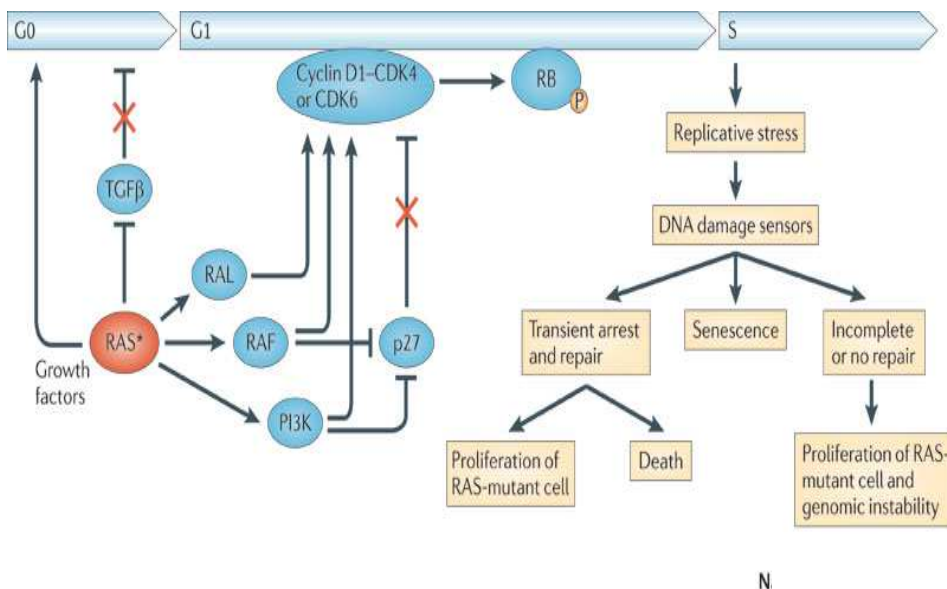 G0
G1
S
Cyclin D1–CDK4
or CDK6
RB
P
Replicative stress
TGFβ
DNA damage sensors
RAL
RAS*
RAF
p27
Transient arrest
and repair
Senescence
Incomplete
or no repair
Growth
factors
PI3K
Proliferation of
RAS-mutant cell
Death
Proliferation of RAS-
mutant cell and
genomic instability